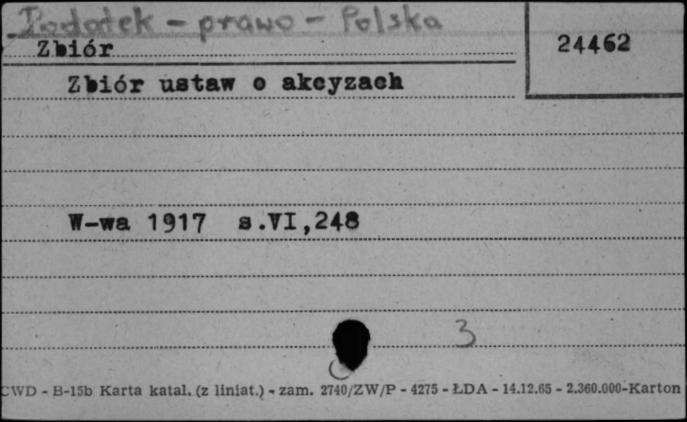 Podatek - prawo - Polska
Zbiór
24462
Zbiór ustaw o akcyzach
W-wa 1917 s.VI,248
3
CWD - B-15b Karta katal. (z liniat.) - zam. 2740/ZW/P - 4275 - ŁDA - 14.12.65 - 2.360.000-Karton